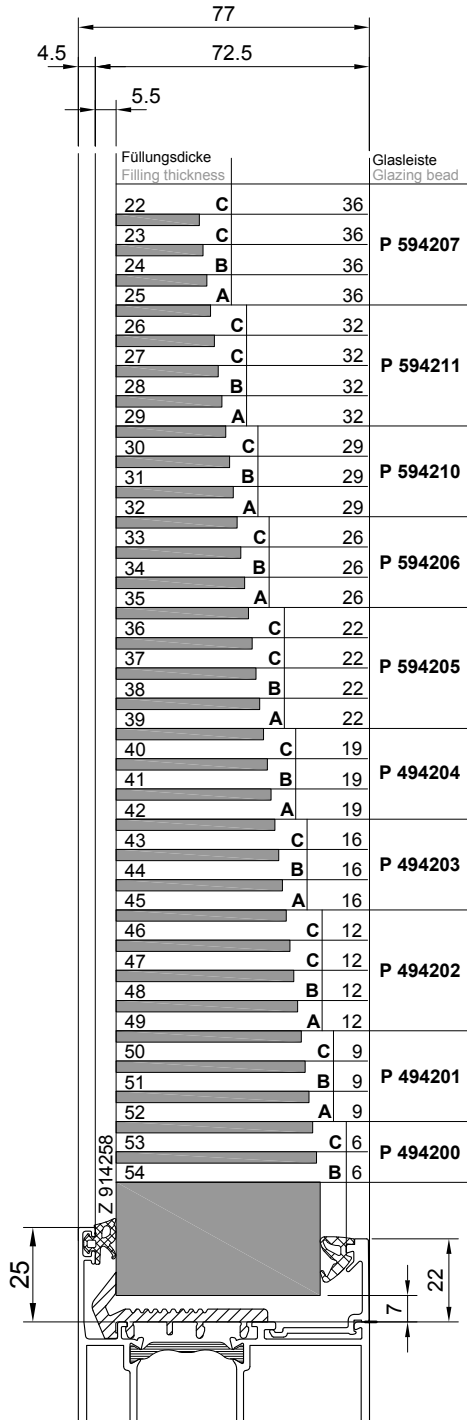 77
4.5 72.5
5.5
Füllungsdicke Glasleiste
Filling thickness Glazing bead
22 C 36
23 C 36
P 594207
24 B 36
25 A 36
26 C 32
27 C 32
P 594211
28 B 32
29 A 32
30 C 29
31 B 29 P 594210
32 A 29
33 C 26
34 B 26 P 594206
35 A 26
36 C 22
37 C 22
P 594205
38 B 22
39 A 22
40 C 19
41 B 19 P 494204
42 A 19
43 C 16
44 B 16 P 494203
45 A 16
46 C 12
47 C 12
P 494202
48 B 12
49 A 12
50 C 9
51 B 9 P 494201
52 A 9
53 C 6
P 494200
54 B 6
Z 914258
25
22
7